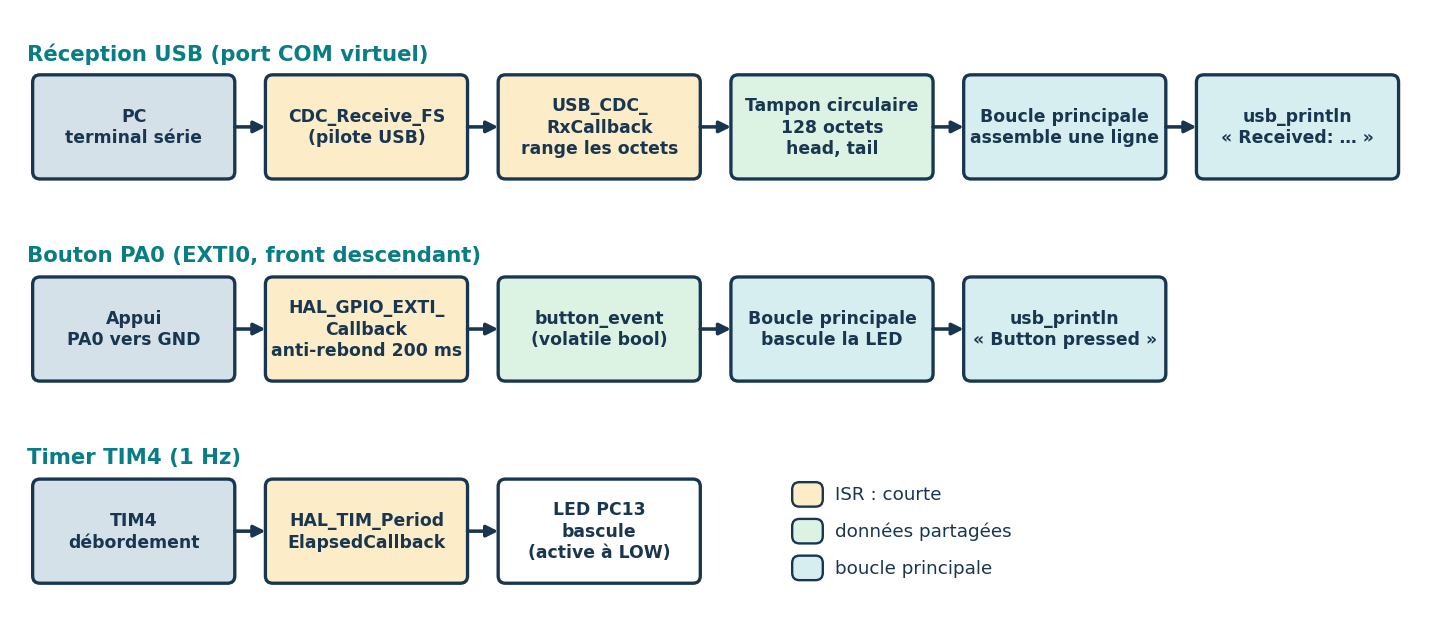 Réception USB (port COM virtuel)
PC
terminal série
CDC_Receive_FS
(pilote USB)
USB_CDC_
RxCallback
range les octets
Tampon circulaire
128 octets
head, tail
Boucle principale
assemble une ligne
usb_println
« Received: ... »
Bouton PA0 (EXTI0, front descendant)
Appui
PA0 vers GND
HAL_GPIO_EXTI_
Callback
anti-rebond 200 ms
button_event
(volatile bool)
Boucle principale
bascule la LED
usb_println
« Button pressed »
Timer TIM4 (1 Hz)
TIM4
débordement
HAL_TIM_Period
ElapsedCallback
LED PC13
bascule
(active à LOW)
ISR : courte
données partagées
boucle principale